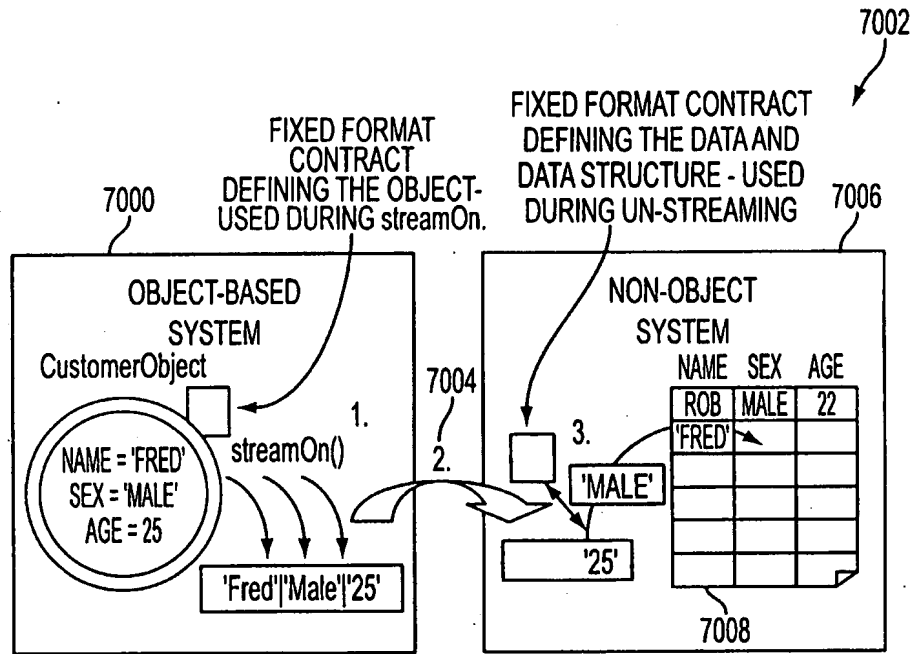 7002
FIXED FORMAT
CONTRACT
DEFINING THE OBJECT-
USED DURING streamOn.
FIXED FORMAT CONTRACT
DEFINING THE DATA AND
DATA STRUCTURE - USED
DURING UN-STREAMING
7000
7006
OBJECT-BASED
SYSTEM
CustomerObject
NAME = 'FRED'
SEX = 'MALE'
AGE = 25
1.
streamOn()
'Fred'|'Male'|'25'
7004
2.
NON-OBJECT
SYSTEM
NAME SEX AGE
ROB MALE 22
'FRED'
3.
'MALE'
'25'
7008